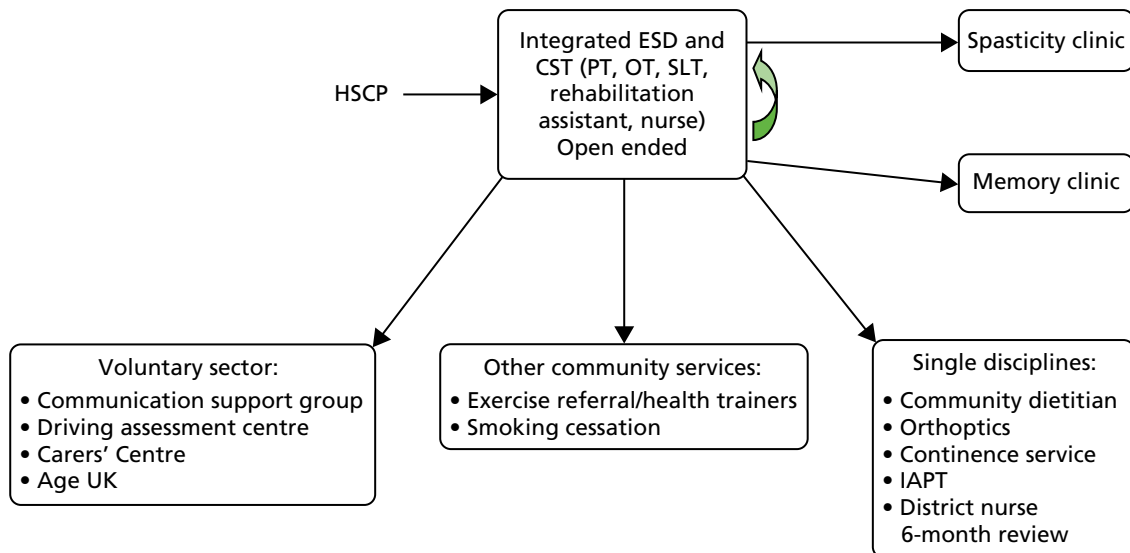 HSCP
Integrated ESD and
CST (PT, OT, SLT,
rehabilitation
assistant, nurse)
Open ended
Spasticity clinic
Memory clinic
Voluntary sector:
• Communication support group
• Driving assessment centre
• Carers’ Centre
• Age UK
Other community services:
• Exercise referral/health trainers
• Smoking cessation
Single disciplines:
• Community dietitian
• Orthoptics
• Continence service
• IAPT
• District nurse
6-month review